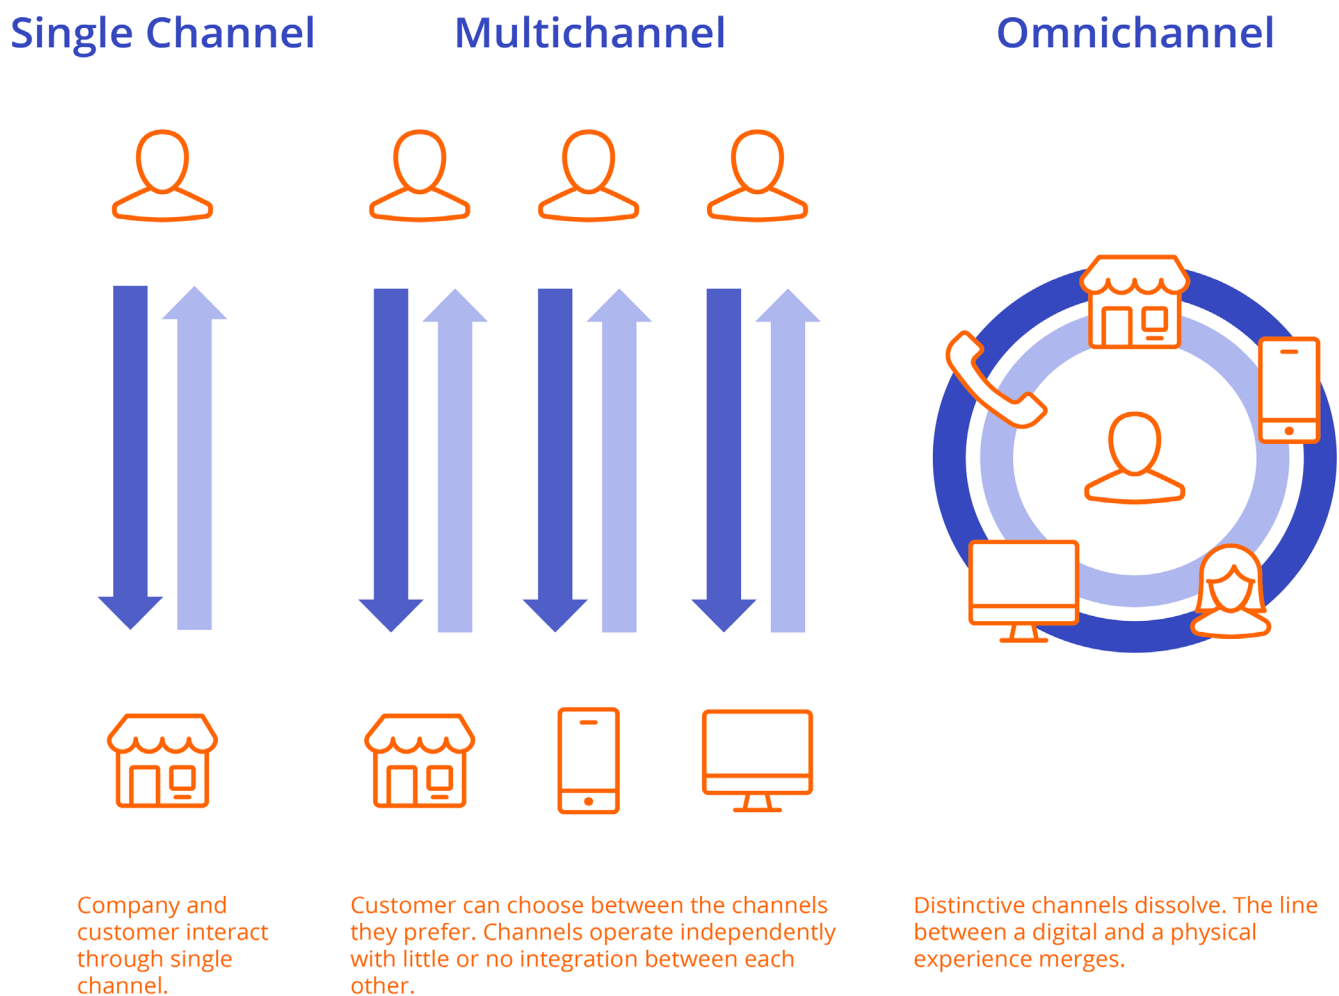 Single Channel
Multichannel
Omnichannel
Company and
customer interact
through single
channel.
Customer can choose between the channels
they prefer. Channels operate independently
with little or no integration between each
other.
Distinctive channels dissolve. The line
between a digital and a physical
experience merges.